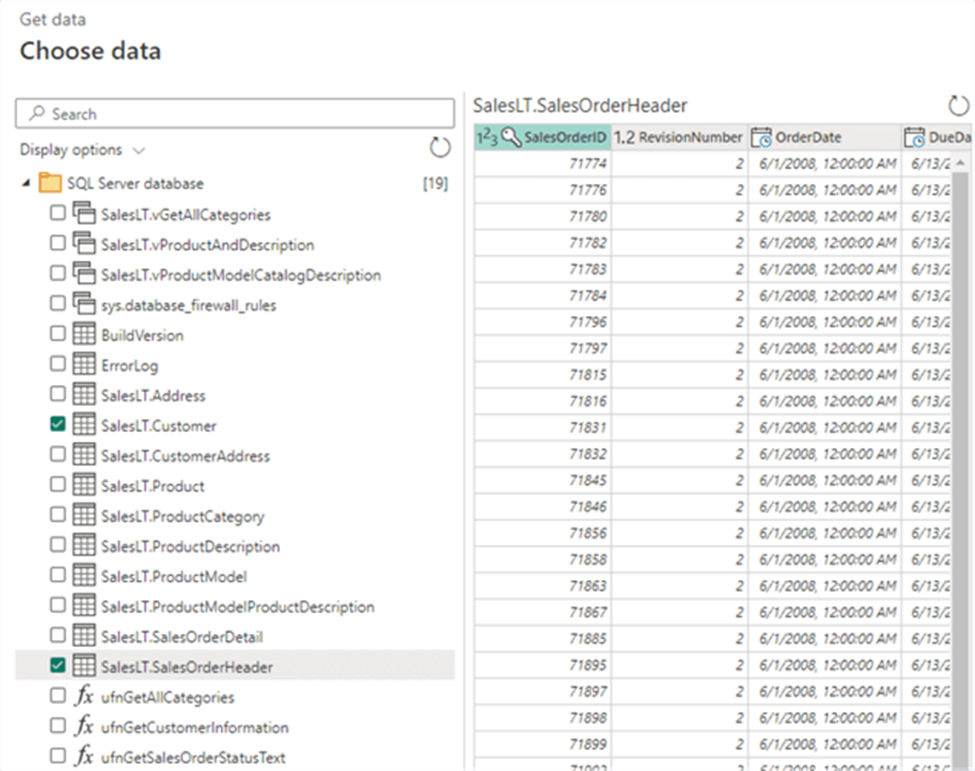 Get data
Choose data
Search
Display options
SQL Server database [19]
SalesLT.vGetAllCategories
SalesLT.vProductAndDescription
SalesLT.vProductModelCatalogDescription
sys.database_firewall_rules
BuildVersion
ErrorLog
SalesLT.Address
SalesLT.Customer
SalesLT.CustomerAddress
SalesLT.Product
SalesLT.ProductCategory
SalesLT.ProductDescription
SalesLT.ProductModel
SalesLT.ProductModelProductDescription
SalesLT.SalesOrderDetail
SalesLT.SalesOrderHeader
fx ufnGetAllCategories
fx ufnGetCustomerInformation
fx ufnGetSalesOrderStatusText
SalesLT.SalesOrderHeader
123 SalesOrderID 1.2 RevisionNumber OrderDate DueDa
71774 2 6/1/2008, 12:00:00 AM 6/13/2
71776 2 6/1/2008, 12:00:00 AM 6/13/2
71780 2 6/1/2008, 12:00:00 AM 6/13/2
71782 2 6/1/2008, 12:00:00 AM 6/13/2
71783 2 6/1/2008, 12:00:00 AM 6/13/2
71784 2 6/1/2008, 12:00:00 AM 6/13/2
71796 2 6/1/2008, 12:00:00 AM 6/13/2
71797 2 6/1/2008, 12:00:00 AM 6/13/2
71815 2 6/1/2008, 12:00:00 AM 6/13/2
71816 2 6/1/2008, 12:00:00 AM 6/13/2
71831 2 6/1/2008, 12:00:00 AM 6/13/2
71832 2 6/1/2008, 12:00:00 AM 6/13/2
71845 2 6/1/2008, 12:00:00 AM 6/13/2
71846 2 6/1/2008, 12:00:00 AM 6/13/2
71856 2 6/1/2008, 12:00:00 AM 6/13/2
71858 2 6/1/2008, 12:00:00 AM 6/13/2
71863 2 6/1/2008, 12:00:00 AM 6/13/2
71867 2 6/1/2008, 12:00:00 AM 6/13/2
71885 2 6/1/2008, 12:00:00 AM 6/13/2
71895 2 6/1/2008, 12:00:00 AM 6/13/2
71897 2 6/1/2008, 12:00:00 AM 6/13/2
71898 2 6/1/2008, 12:00:00 AM 6/13/2
71899 2 6/1/2008, 12:00:00 AM 6/13/2